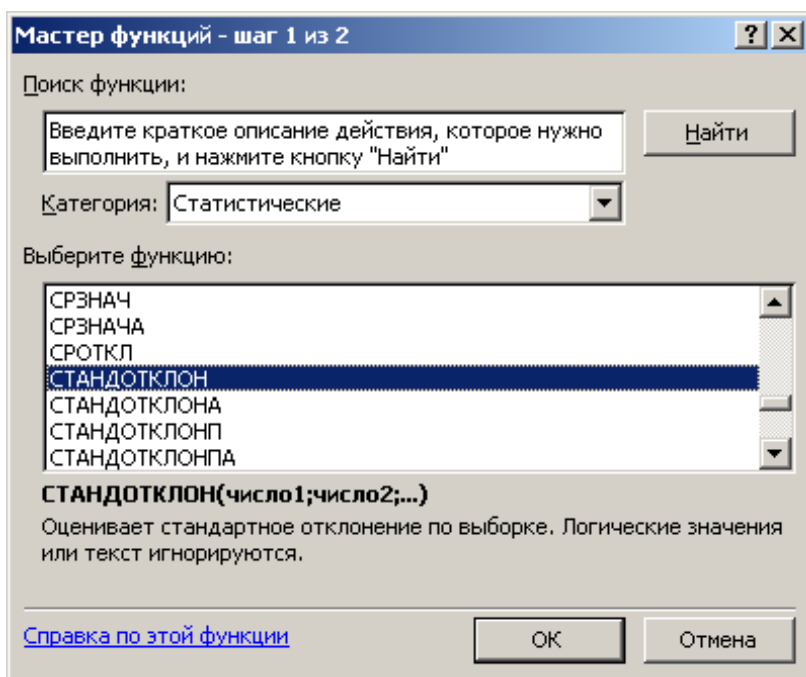 Мастер функций - шаг 1 из 2
Поиск функции:
Введите краткое описание действия, которое нужно
выполнить, и нажмите кнопку "Найти"
Найти
Категория: Статистические
Выберите функцию:
СРЗНАЧ
СРЗНАЧА
СРОТКЛ
СТАНДОТКЛОН
СТАНДОТКЛОНА
СТАНДОТКЛОНП
СТАНДОТКЛОНПА
СТАНДОТКЛОН(число1;число2;...)
Оценивает стандартное отклонение по выборке. Логические значения
или текст игнорируются.
Справка по этой функции
ОК
Отмена